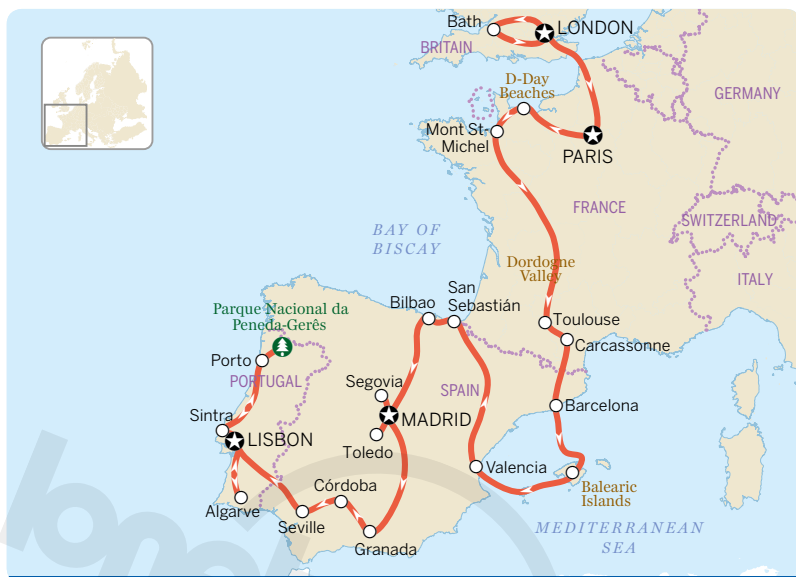 Bath
LONDON
BRITAIN
D-Day
Beaches
GERMANY
Mont St-
Michel
PARIS
FRANCE
SWITZERLAND
BAY OF
BISCAY
Dordogne
Valley
ITALY
San
Sebastián
Bilbao
Parque Nacional da
Peneda-Gerês
Toulouse
Carcassonne
Porto
PORTUGAL
Segovia
SPAIN
Barcelona
Sintra
MADRID
LISBON
Toledo
Valencia
Balearic
Islands
Algarve
Córdoba
Seville
Granada
MEDITERRANEAN
SEA
lonel